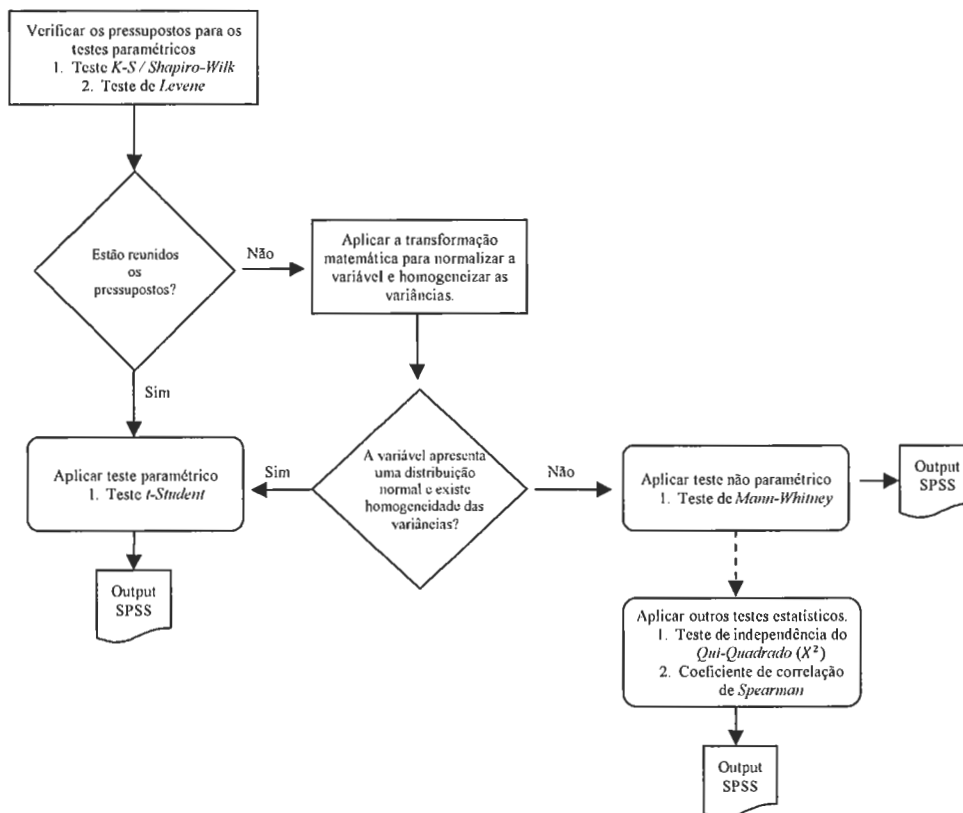 Verificar os pressupostos para os
testes paramétricos
1. Teste K-S / Shapiro-Wilk
2. Teste de Levene
Estão reunidos
os
pressupostos?
Não
Aplicar a transformação
matemática para normalizar a
variável e homogeneizar as
variâncias.
Sim
Aplicar teste paramétrico
1. Teste t-Student
Sim
A variável apresenta
uma distribuição
normal e existe
homogeneidade das
variâncias?
Não
Aplicar teste não paramétrico
1. Teste de Mann-Whitney
Output
SPSS
Output
SPSS
Aplicar outros testes estatísticos.
1. Teste de independência do
Qui-Quadrado (X²)
2. Coeficiente de correlação
de Spearman
Output
SPSS